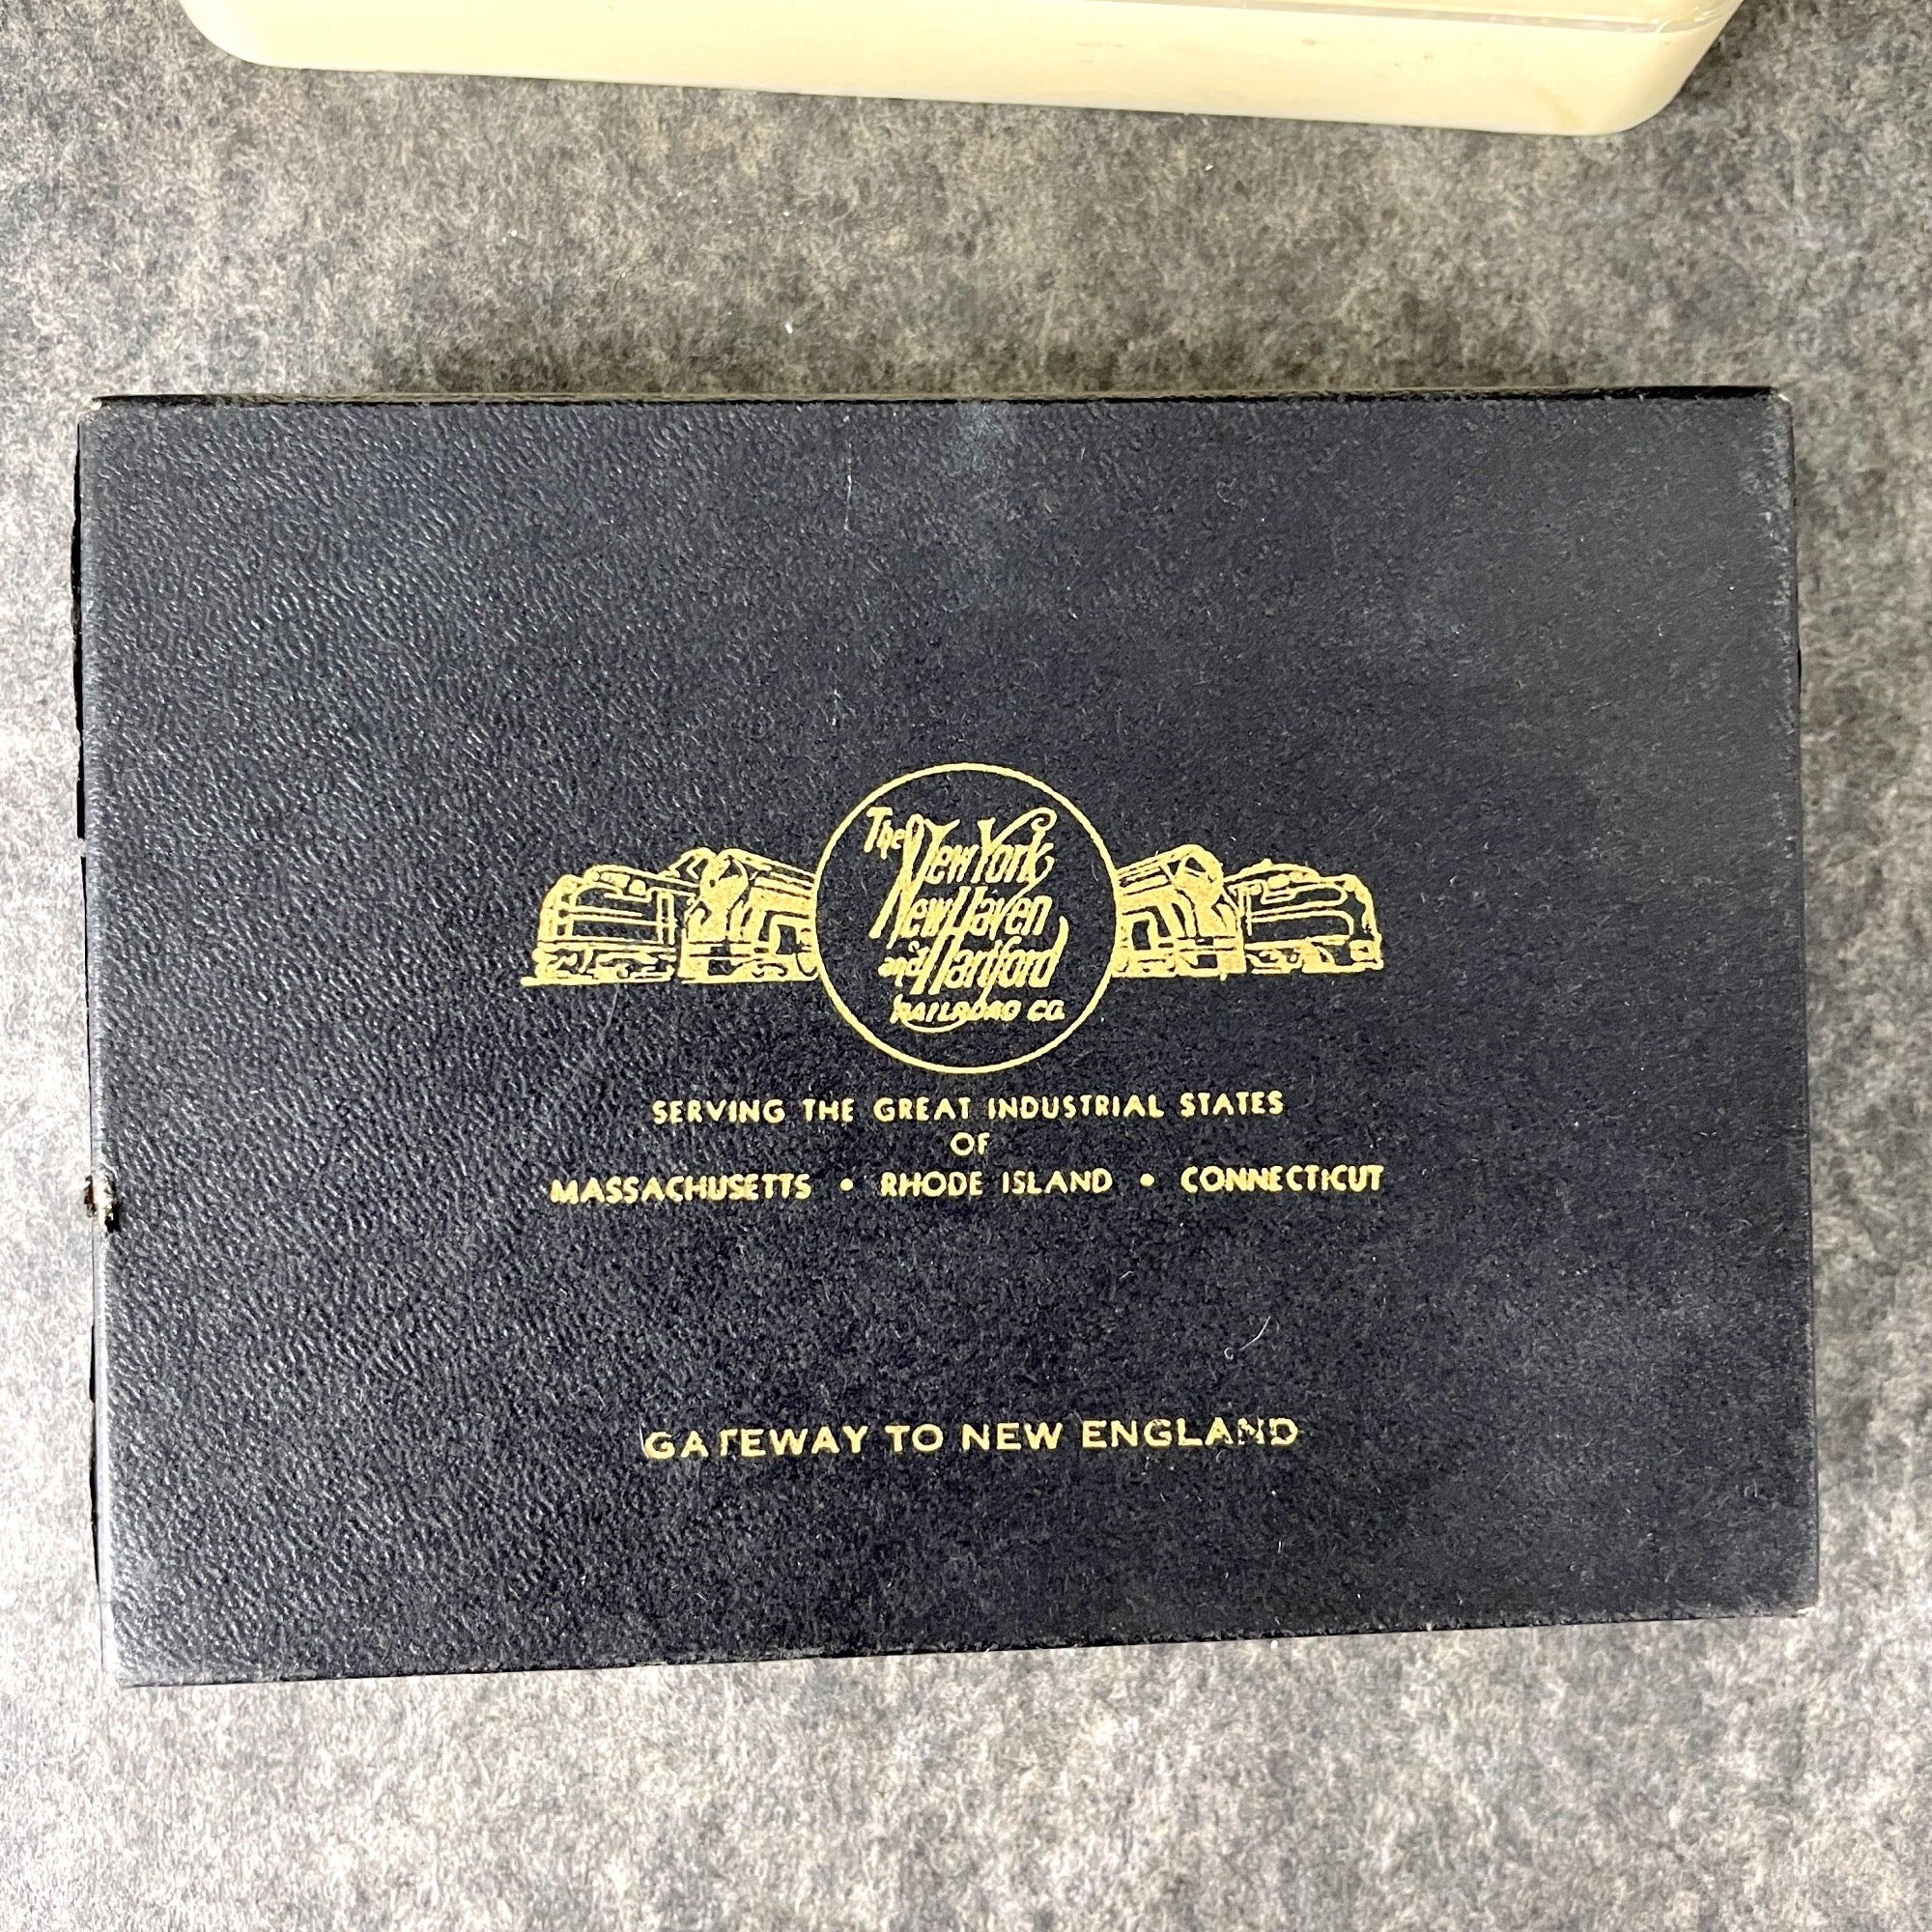 The New York
New Haven
and Hartford
RAILROAD CO.
SERVING THE GREAT INDUSTRIAL STATES
OF
MASSACHUSETTS • RHODE ISLAND • CONNECTICUT
GATEWAY TO NEW ENGLAND